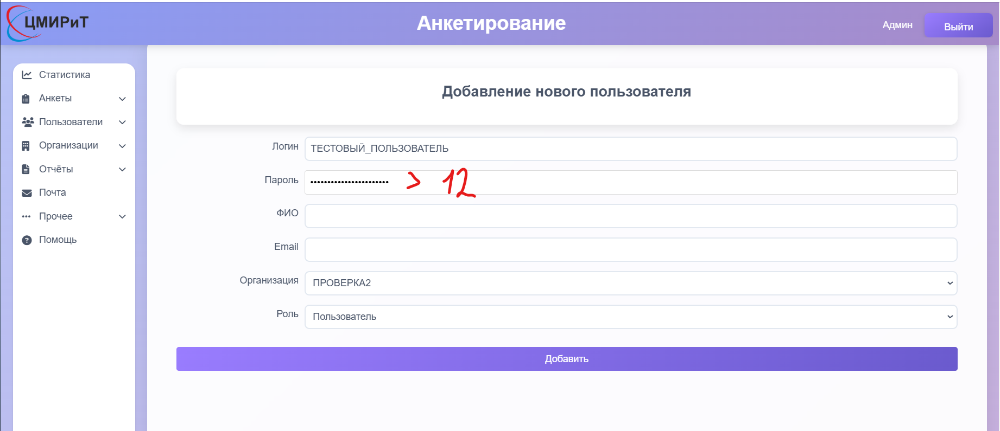 ЦМИРиТ
Анкетирование
Админ
Выйти
Статистика
Анкеты
Пользователи
Организации
Отчёты
Почта
Прочее
Помощь
Добавление нового пользователя
Логин ТЕСТОВЫЙ_ПОЛЬЗОВАТЕЛЬ
Пароль ••••••••••••••••••••••• > 12
ФИО
Email
Организация ПРОВЕРКА2
Роль Пользователь
Добавить